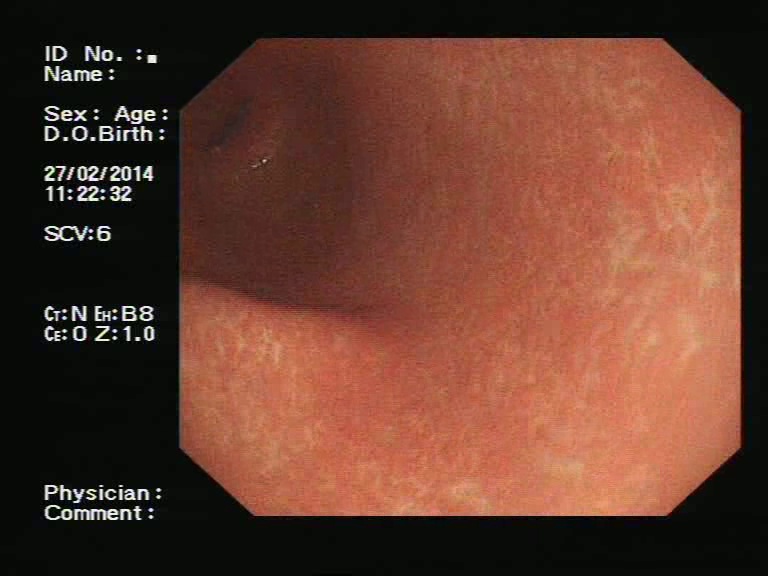 ID No. :
Name:
Sex: Age:
D.O.Birth:
27/02/2014
11:22:32
SCV:6
CT:N EH:B8
CE:0 Z:1.0
Physician:
Comment: